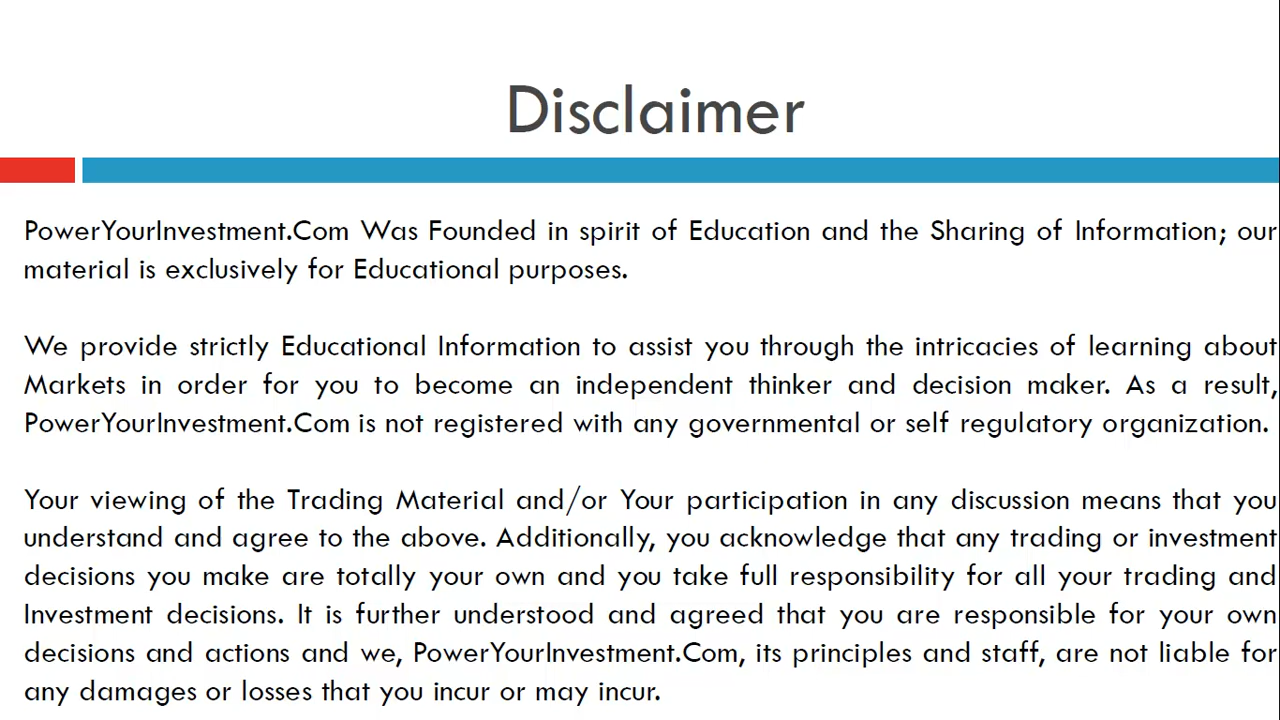 Disclaimer
PowerYourInvestment.Com Was Founded in spirit of Education and the Sharing of Information; our
material is exclusively for Educational purposes.
We provide strictly Educational Information to assist you through the intricacies of learning about
Markets in order for you to become an independent thinker and decision maker. As a result,
PowerYourInvestment.Com is not registered with any governmental or self regulatory organization.
Your viewing of the Trading Material and/or Your participation in any discussion means that you
understand and agree to the above. Additionally, you acknowledge that any trading or investment
decisions you make are totally your own and you take full responsibility for all your trading and
Investment decisions. It is further understood and agreed that you are responsible for your own
decisions and actions and we, PowerYourInvestment.Com, its principles and staff, are not liable for
any damages or losses that you incur or may incur.